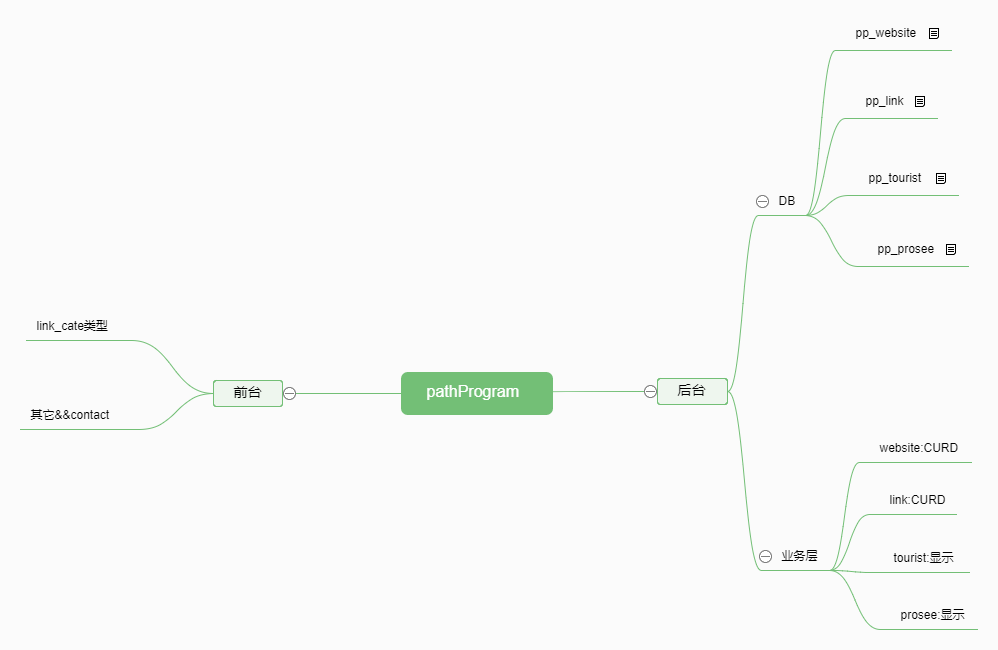 pathProgram
前台
link_cate类型
其它&&contact
后台
DB
pp_website
pp_link
pp_tourist
pp_prosee
业务层
website:CURD
link:CURD
tourist:显示
prosee:显示